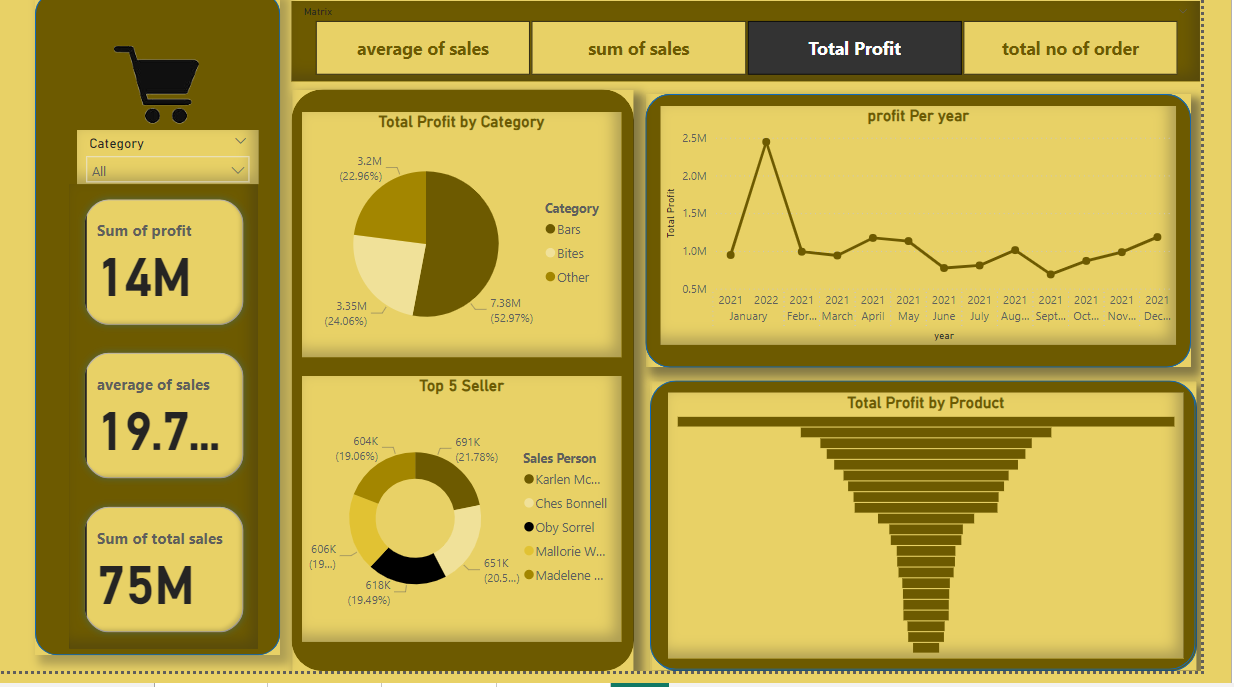 Matrix
average of sales
sum of sales
Total Profit
total no of order
Category
All
Sum of profit
14M
average of sales
19.7...
Sum of total sales
75M
Total Profit by Category
3.2M
(22.96%)
3.35M
(24.06%)
7.38M
(52.97%)
Category
Bars
Bites
Other
Top 5 Seller
604K
(19.06%)
691K
(21.78%)
606K
(19...)
618K
(19.49%)
651K
(20.5...)
Sales Person
Karlen Mc...
Ches Bonnell
Oby Sorrel
Mallorie W...
Madelene ...
profit Per year
Total Profit
2.5M
2.0M
1.5M
1.0M
0.5M
2021 2022 2021 2021 2021 2021 2021 2021 2021 2021 2021 2021 2021
January Febr... March April May June July Aug... Sept... Oct... Nov... Dec...
year
Total Profit by Product